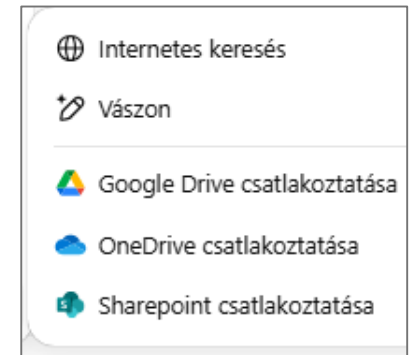 Internetes keresés
Vászon
Google Drive csatlakoztatása
OneDrive csatlakoztatása
Sharepoint csatlakoztatása